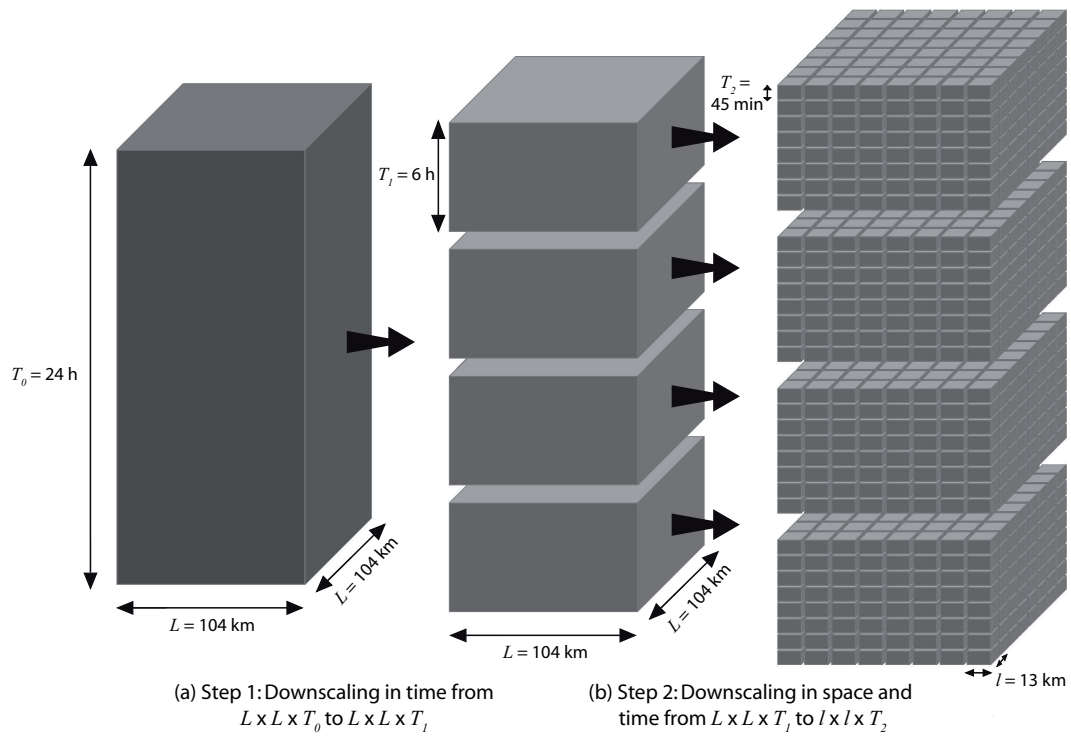 T₂ =
45 min
T₁ = 6 h
T₀ = 24 h
L = 104 km
L = 104 km
L = 104 km
L = 104 km
l = 13 km
(a) Step 1: Downscaling in time from
L x L x T₀ to L x L x T₁
(b) Step 2: Downscaling in space and
time from L x L x T₁ to l x l x T₂